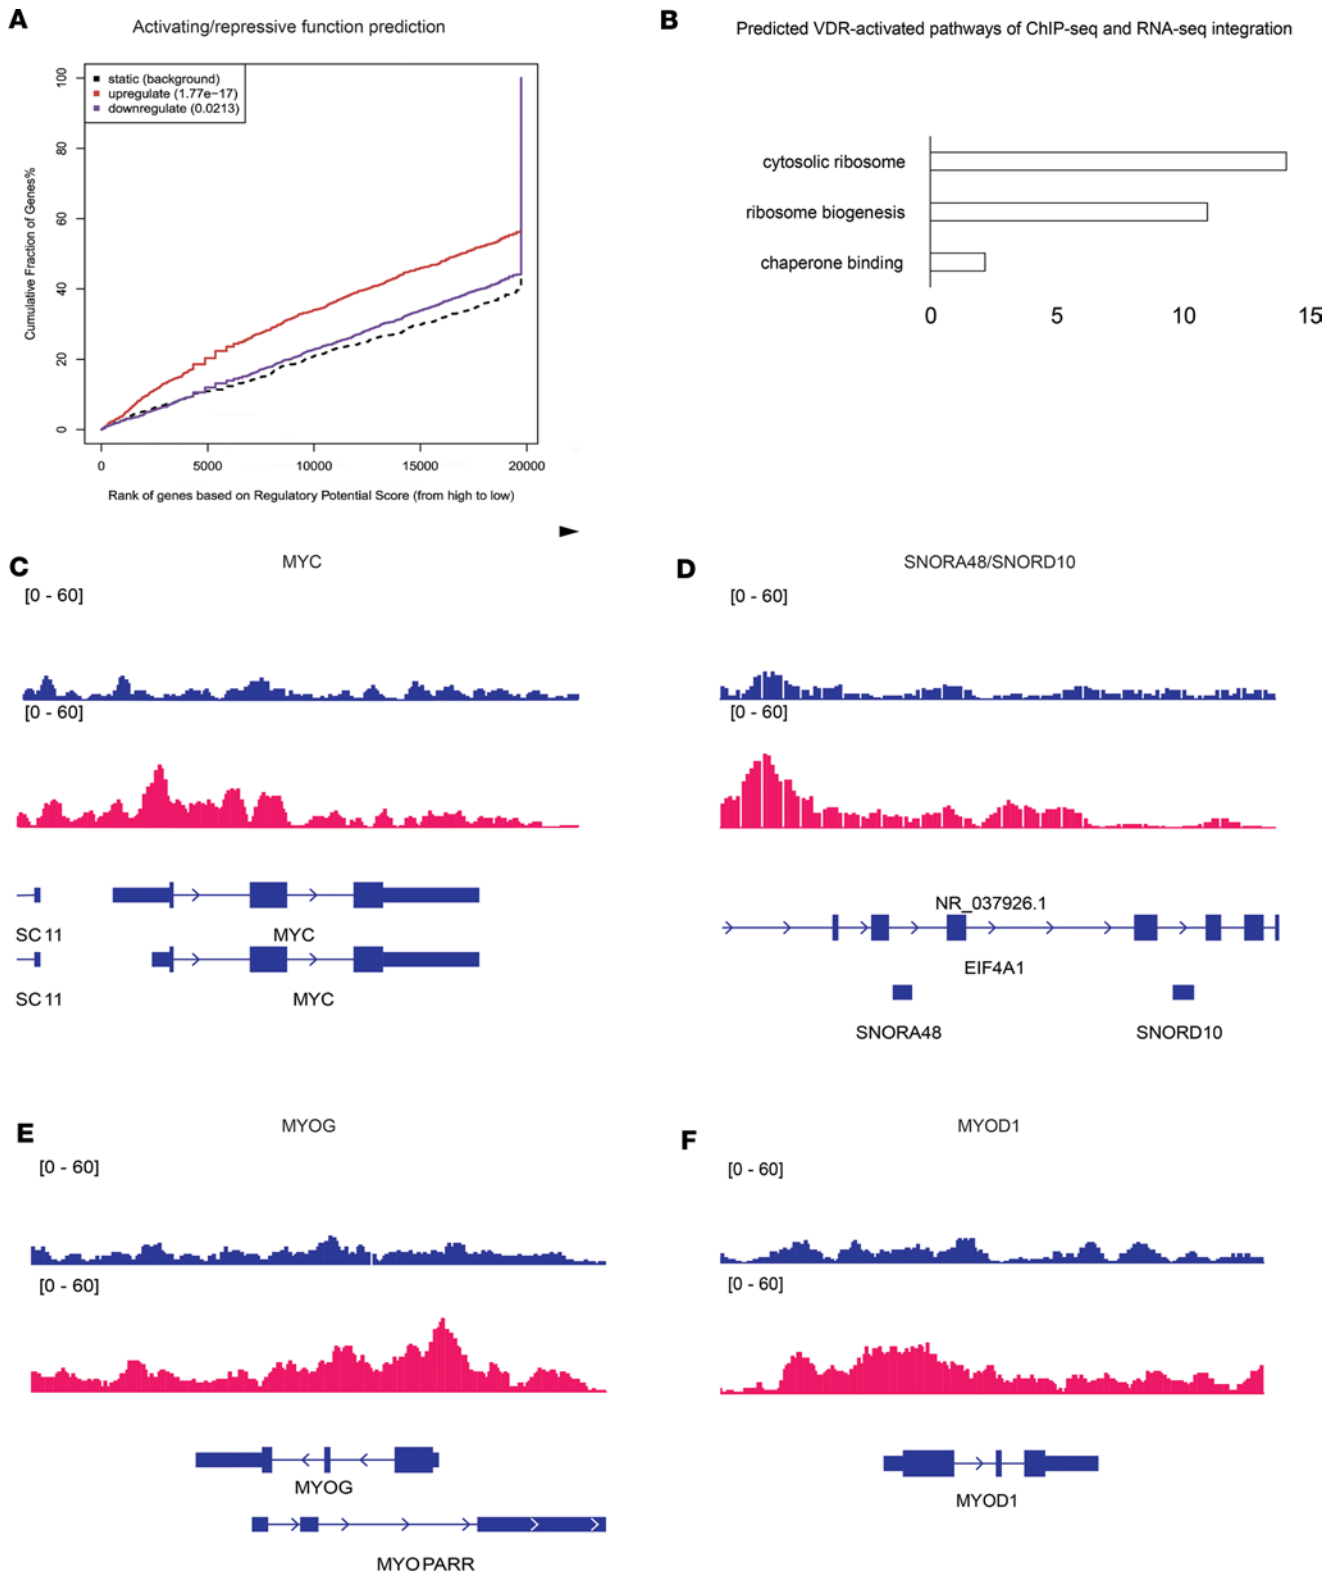 A
Activating/repressive function prediction
static (background)
upregulate (1.77e−17)
downregulate (0.0213)
Cumulative Fraction of Genes%
100
80
60
40
20
0
0 5000 10000 15000 20000
Rank of genes based on Regulatory Potential Score (from high to low)
B
Predicted VDR-activated pathways of ChIP-seq and RNA-seq integration
cytosolic ribosome
ribosome biogenesis
chaperone binding
0 5 10 15
C
MYC
[0 - 60]
[0 - 60]
SC11 MYC
SC11 MYC
D
SNORA48/SNORD10
[0 - 60]
[0 - 60]
NR_037926.1
EIF4A1
SNORA48 SNORD10
E
MYOG
[0 - 60]
[0 - 60]
MYOG
MYOPARR
F
MYOD1
[0 - 60]
[0 - 60]
MYOD1